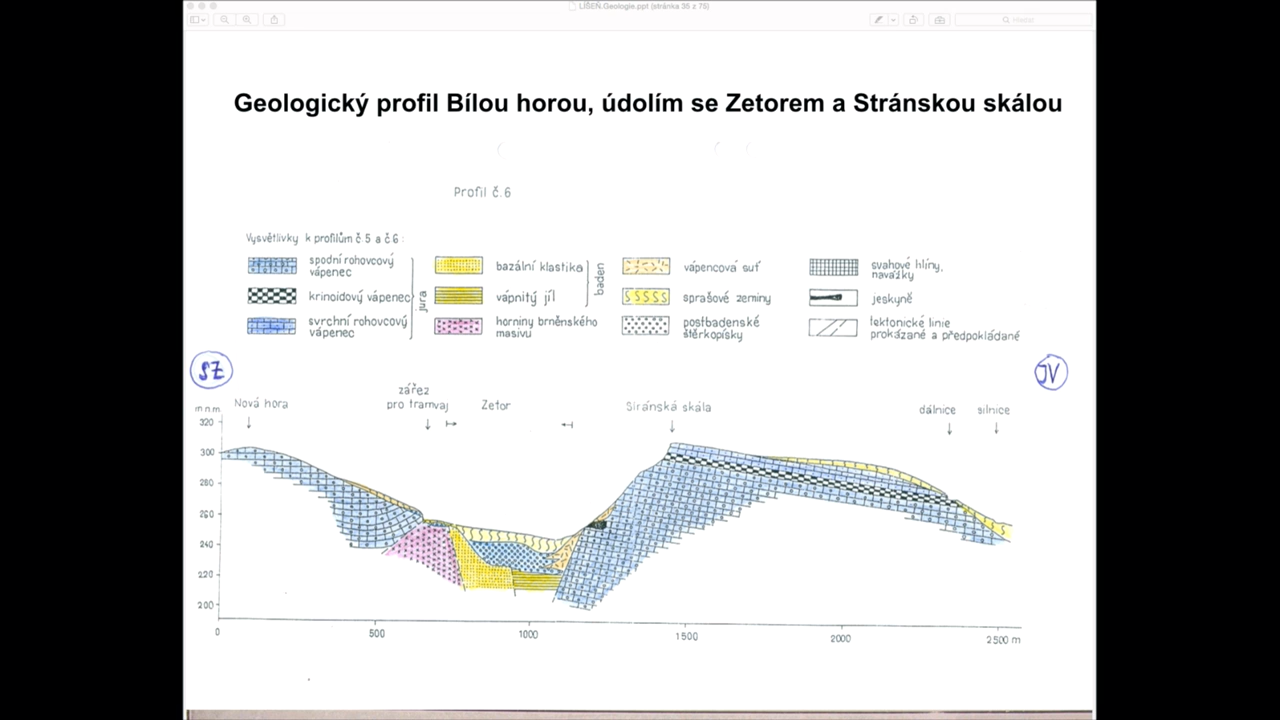 LÍŠEŇ.Geologie.ppt (stránka 35 z 75)
Hledat
Geologický profil Bílou horou, údolím se Zetorem a Stránskou skálou
Profil č.6
Vysvětlivky k profilům č 5 a č 6 :
spodní rohovcový
vápenec
krinoidový vápenec
svrchní rohovcový
vápenec
jura
bazální klastika
vápnitý jíl
baden
horniny brněnského
masivu
vápencová suť
sprašové zeminy
postbadenské
štěrkopísky
svahové hlíny,
navážky
jeskyně
tektonické linie
prokázané a předpokládané
SZ
JV
m n.m.
Nová hora
zářez
pro tramvaj
Zetor
Stránská skála
dálnice
silnice
320
300
280
260
240
220
200
0
500
1000
1500
2000
2500 m